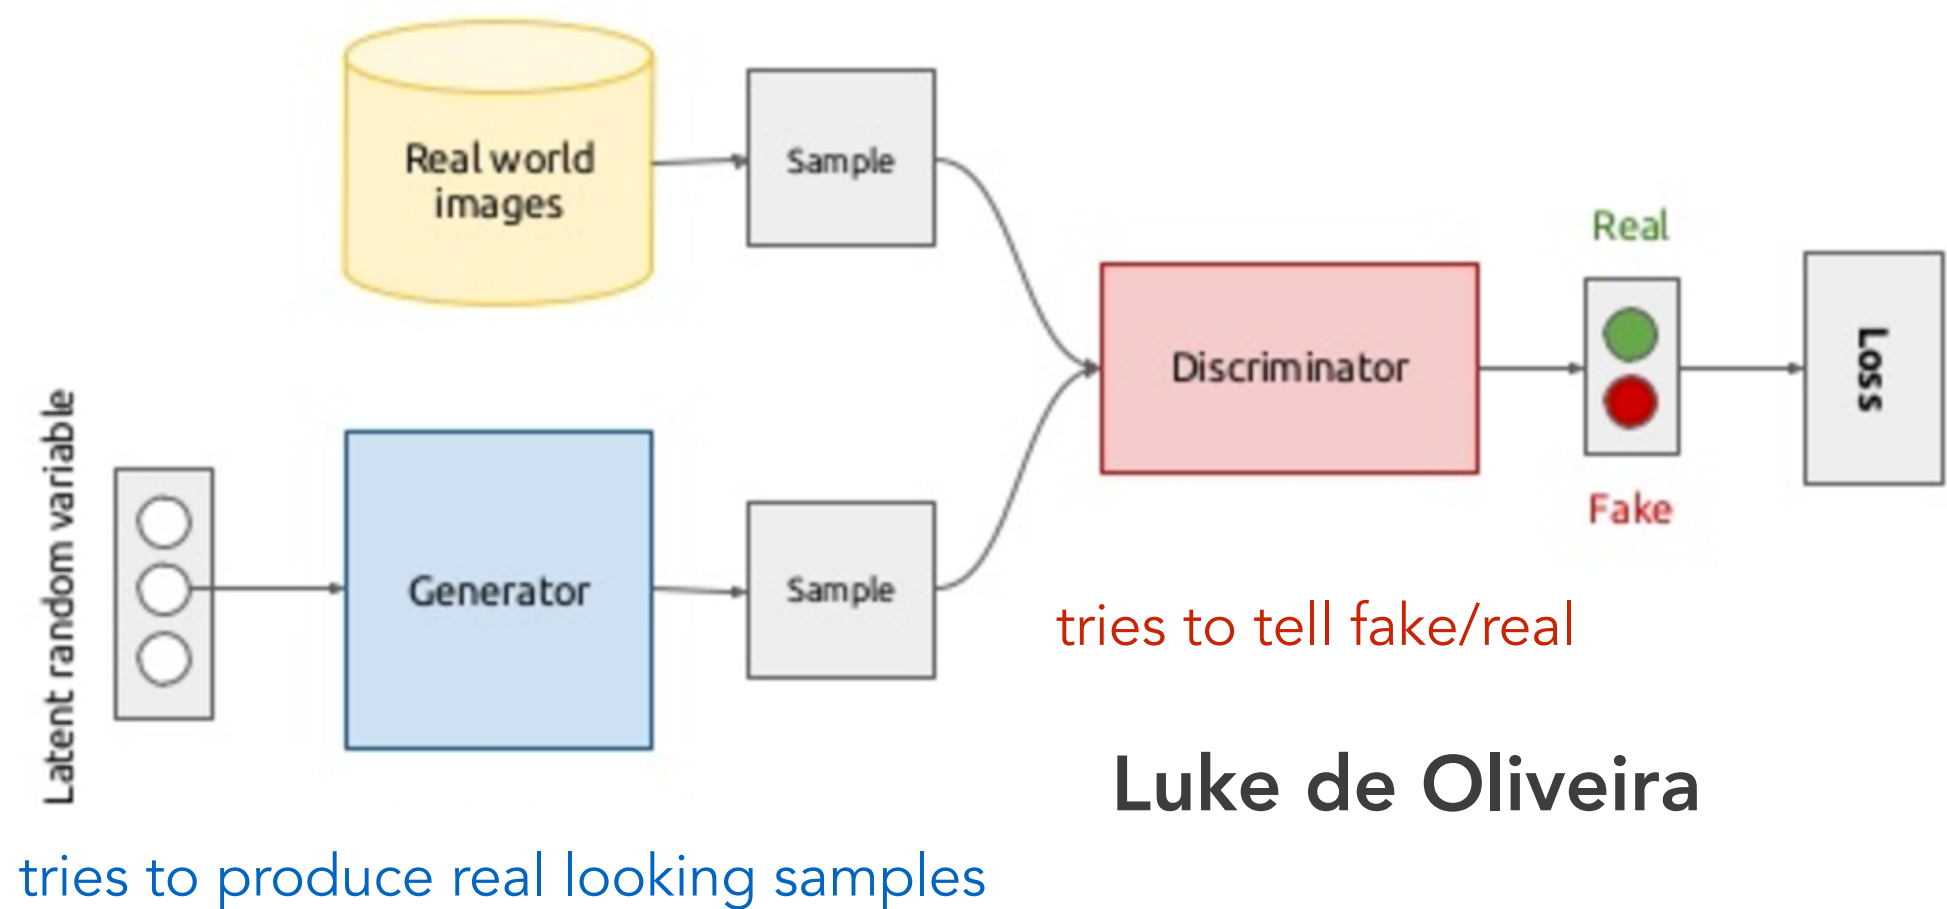 Real world
images
Sample
Real
Discriminator
Loss
Fake
Latent random variable
Generator
Sample
tries to tell fake/real
Luke de Oliveira
tries to produce real looking samples